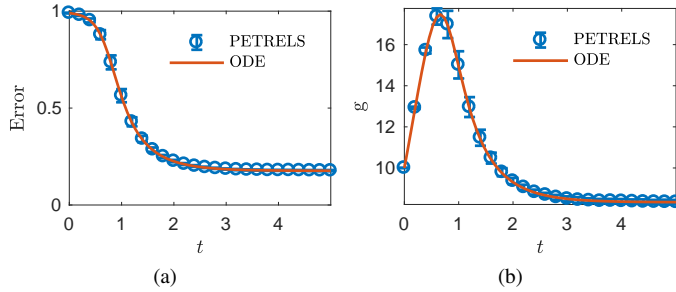 1
0.5
0
Error
PETRELS
ODE
0 1 2 3 4
t
(a)
16
14
12
10
g
PETRELS
ODE
0 1 2 3 4
t
(b)